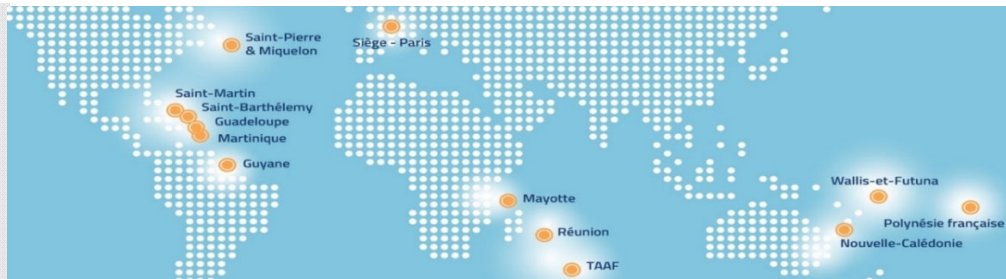 Saint-Pierre
& Miquelon
Siège - Paris
Saint-Martin
Saint-Barthélemy
Guadeloupe
Martinique
Guyane
Mayotte
Réunion
TAAF
Wallis-et-Futuna
Polynésie française
Nouvelle-Calédonie